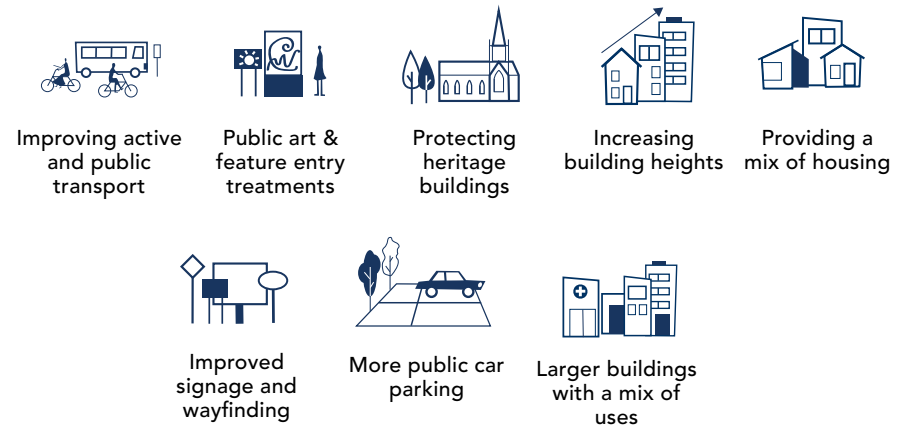 Improving active
and public
transport
Public art &
feature entry
treatments
Protecting
heritage
buildings
Increasing
building heights
Providing a
mix of housing
Improved
signage and
wayfinding
More public car
parking
Larger buildings
with a mix of
uses